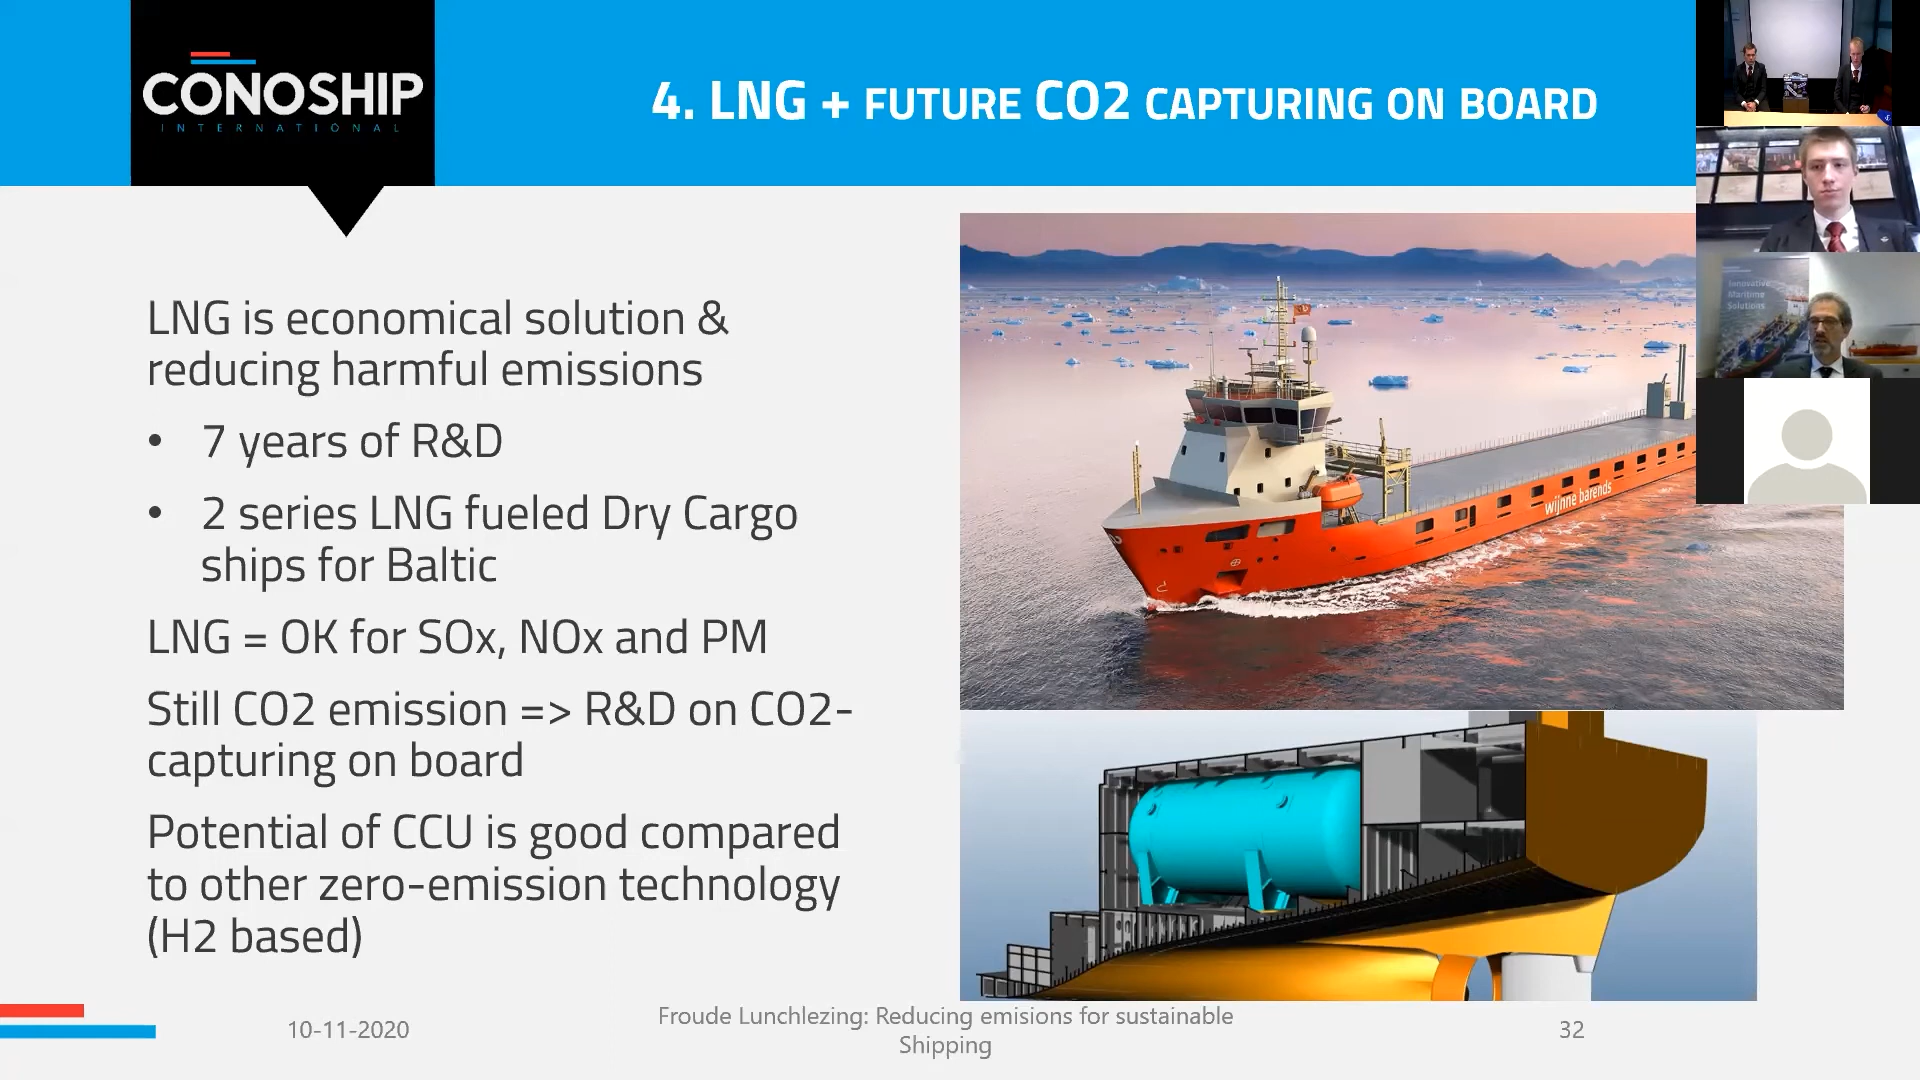 CONOSHIP
INTERNATIONAL
4. LNG + FUTURE CO2 CAPTURING ON BOARD
LNG is economical solution &
reducing harmful emissions
• 7 years of R&D
• 2 series LNG fueled Dry Cargo
ships for Baltic
LNG = OK for SOx, NOx and PM
Still CO2 emission => R&D on CO2-
capturing on board
Potential of CCU is good compared
to other zero-emission technology
(H2 based)
wijnne barends
Innovative
Maritime
Solutions
10-11-2020
Froude Lunchlezing: Reducing emisions for sustainable
Shipping
32